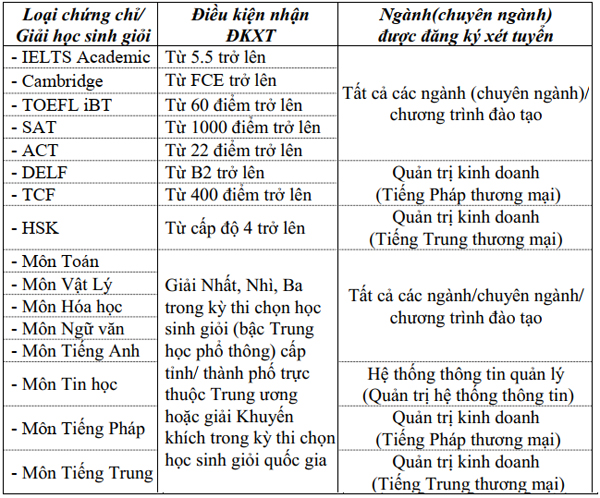 Loại chứng chỉ/ Điều kiện nhận Ngành(chuyên ngành)
Giải học sinh giỏi ĐKXT được đăng ký xét tuyển
- IELTS Academic Từ 5.5 trở lên
- Cambridge Từ FCE trở lên
- TOEFL iBT Từ 60 điểm trở lên
- SAT Từ 1000 điểm trở lên
- ACT Từ 22 điểm trở lên
Tất cả các ngành (chuyên ngành)/
chương trình đào tạo
- DELF Từ B2 trở lên
- TCF Từ 400 điểm trở lên
Quản trị kinh doanh
(Tiếng Pháp thương mại)
- HSK Từ cấp độ 4 trở lên
Quản trị kinh doanh
(Tiếng Trung thương mại)
- Môn Toán
- Môn Vật Lý
- Môn Hóa học
- Môn Ngữ văn
- Môn Tiếng Anh
- Môn Tin học
- Môn Tiếng Pháp
- Môn Tiếng Trung
Giải Nhất, Nhì, Ba
trong kỳ thi chọn học
sinh giỏi (bậc Trung
học phổ thông) cấp
tỉnh/ thành phố trực
thuộc Trung ương
hoặc giải Khuyến
khích trong kỳ thi chọn
học sinh giỏi quốc gia
Tất cả các ngành/chuyên ngành/
chương trình đào tạo
Hệ thống thông tin quản lý
(Quản trị hệ thống thông tin)
Quản trị kinh doanh
(Tiếng Pháp thương mại)
Quản trị kinh doanh
(Tiếng Trung thương mại)